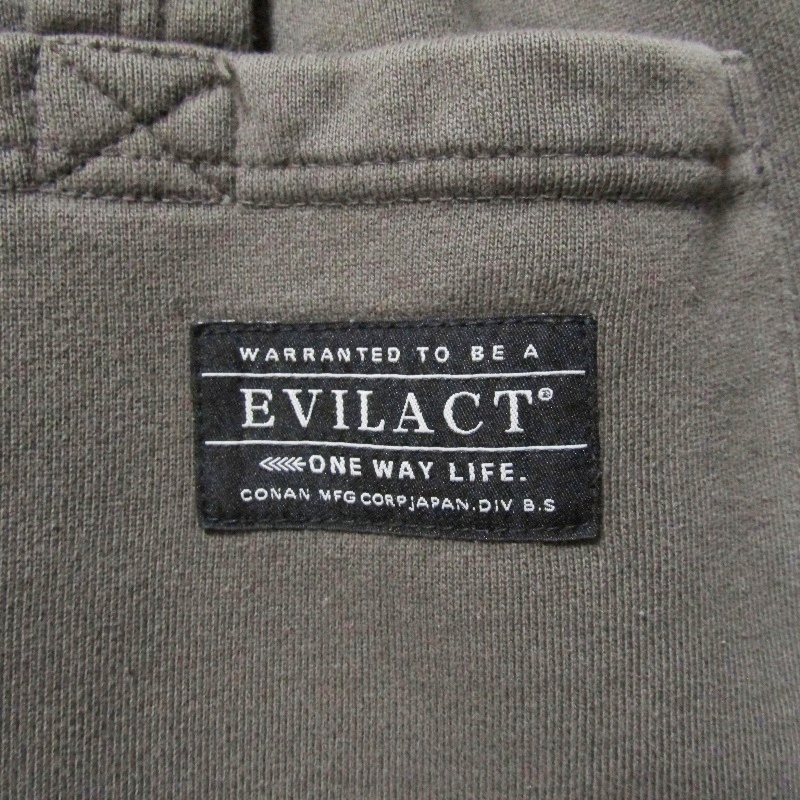 WARRANTED TO BE A
EVILACT®
ONE WAY LIFE.
CONAN MFG CORP,JAPAN.DIV B.S